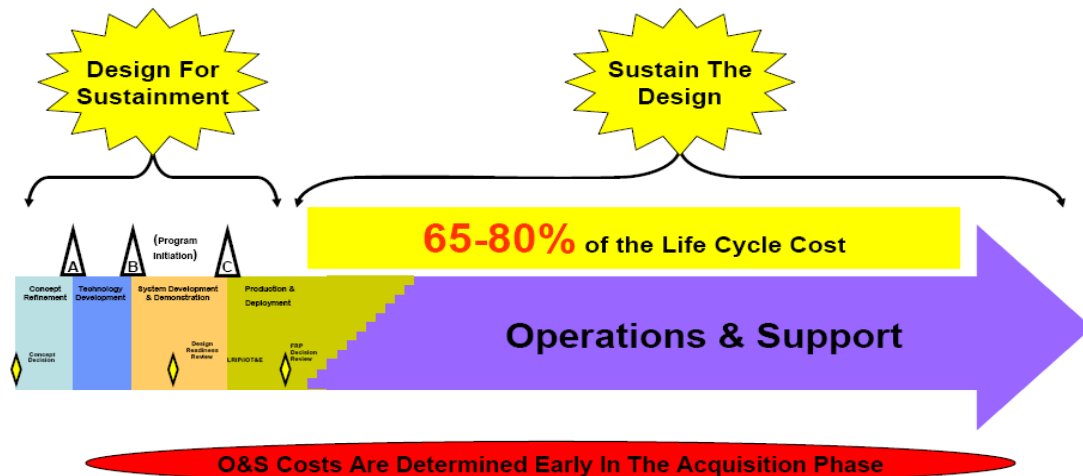 Design For
Sustainment
Sustain The
Design
65-80% of the Life Cycle Cost
(Program
Initiation)
A
B
C
Concept
Refinement
Technology
Development
System Development
& Demonstration
Production &
Deployment
Operations & Support
Concept
Decision
Design
Readiness
Review
LRIP/IOT&E
FRP
Decision
Review
O&S Costs Are Determined Early In The Acquisition Phase